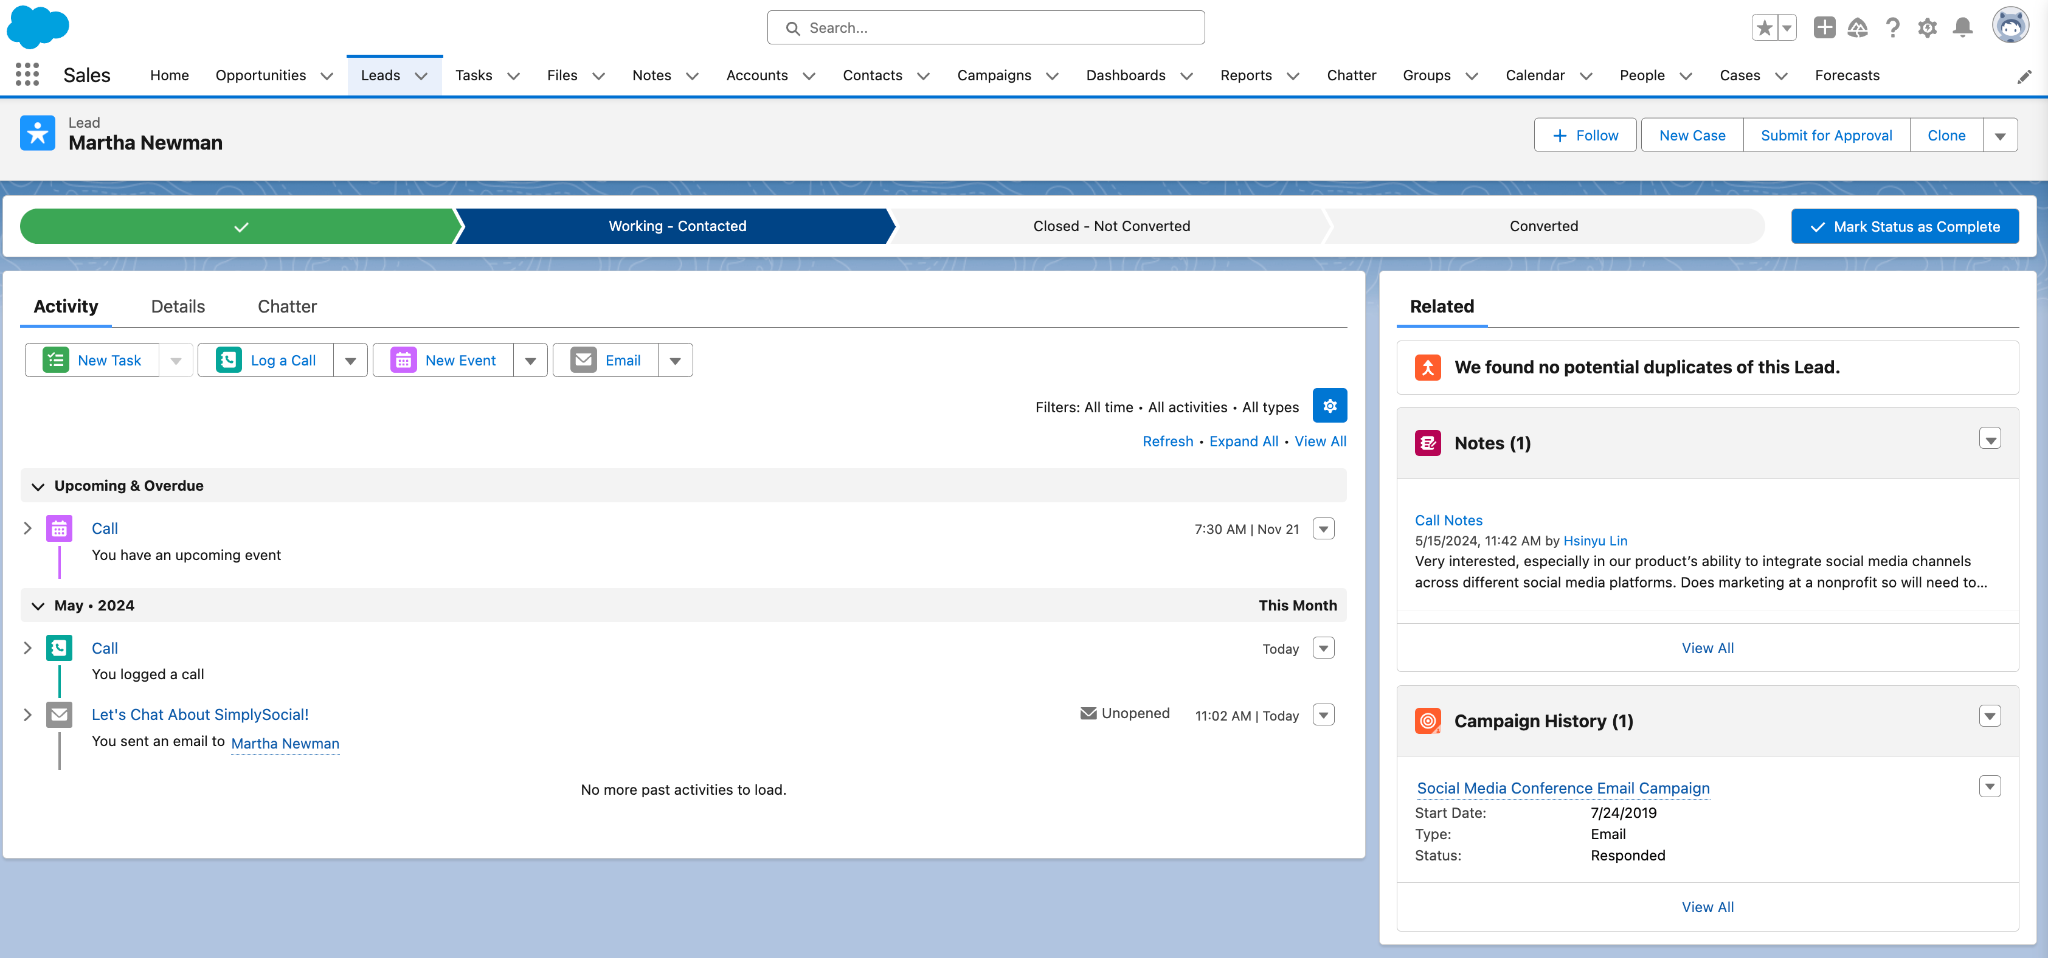 Search...
Sales
Home
Opportunities
Leads
Tasks
Files
Notes
Accounts
Contacts
Campaigns
Dashboards
Reports
Chatter
Groups
Calendar
People
Cases
Forecasts
Lead
Martha Newman
Follow
New Case
Submit for Approval
Clone
Working - Contacted
Closed - Not Converted
Converted
Mark Status as Complete
Activity
Details
Chatter
New Task
Log a Call
New Event
Email
Filters: All time • All activities • All types
Refresh • Expand All • View All
Upcoming & Overdue
Call
7:30 AM | Nov 21
You have an upcoming event
May • 2024
This Month
Call
Today
You logged a call
Let's Chat About SimplySocial!
Unopened
11:02 AM | Today
You sent an email to Martha Newman
No more past activities to load.
Related
We found no potential duplicates of this Lead.
Notes (1)
Call Notes
5/15/2024, 11:42 AM by Hsinyu Lin
Very interested, especially in our product’s ability to integrate social media channels
across different social media platforms. Does marketing at a nonprofit so will need to...
View All
Campaign History (1)
Social Media Conference Email Campaign
Start Date: 7/24/2019
Type: Email
Status: Responded
View All